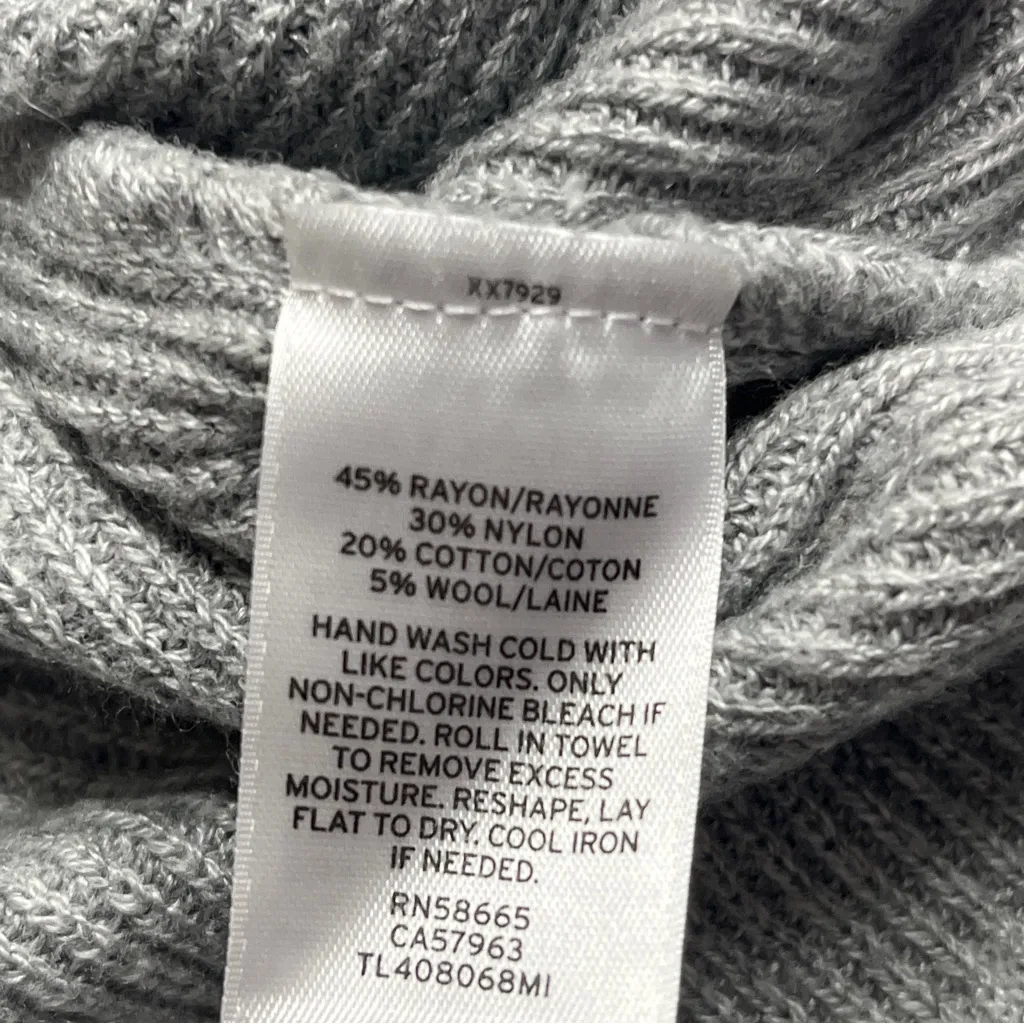 XX7929
45% RAYON/RAYONNE
30% NYLON
20% COTTON/COTON
5% WOOL/LAINE
HAND WASH COLD WITH
LIKE COLORS. ONLY
NON-CHLORINE BLEACH IF
NEEDED. ROLL IN TOWEL
TO REMOVE EXCESS
MOISTURE. RESHAPE, LAY
FLAT TO DRY. COOL IRON
IF NEEDED.
RN58665
CA57963
TL408068MI